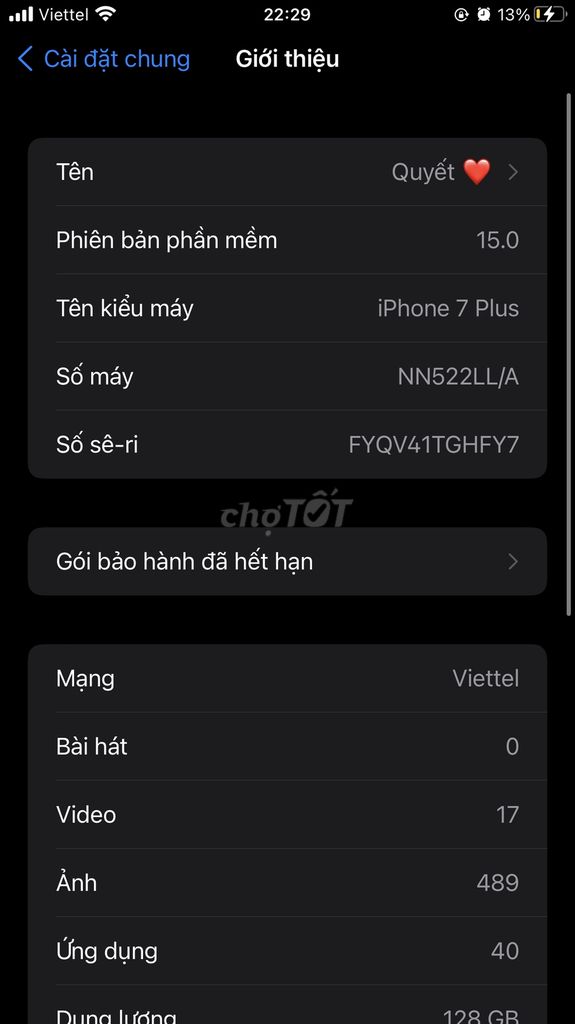 Viettel 22:29 13%
Cài đặt chung Giới thiệu
Tên Quyết ❤️
Phiên bản phần mềm 15.0
Tên kiểu máy iPhone 7 Plus
Số máy NN522LL/A
Số sê-ri FYQV41TGHFY7
chợTỐT
Gói bảo hành đã hết hạn
Mạng Viettel
Bài hát 0
Video 17
Ảnh 489
Ứng dụng 40
Dung lượng 128 GB